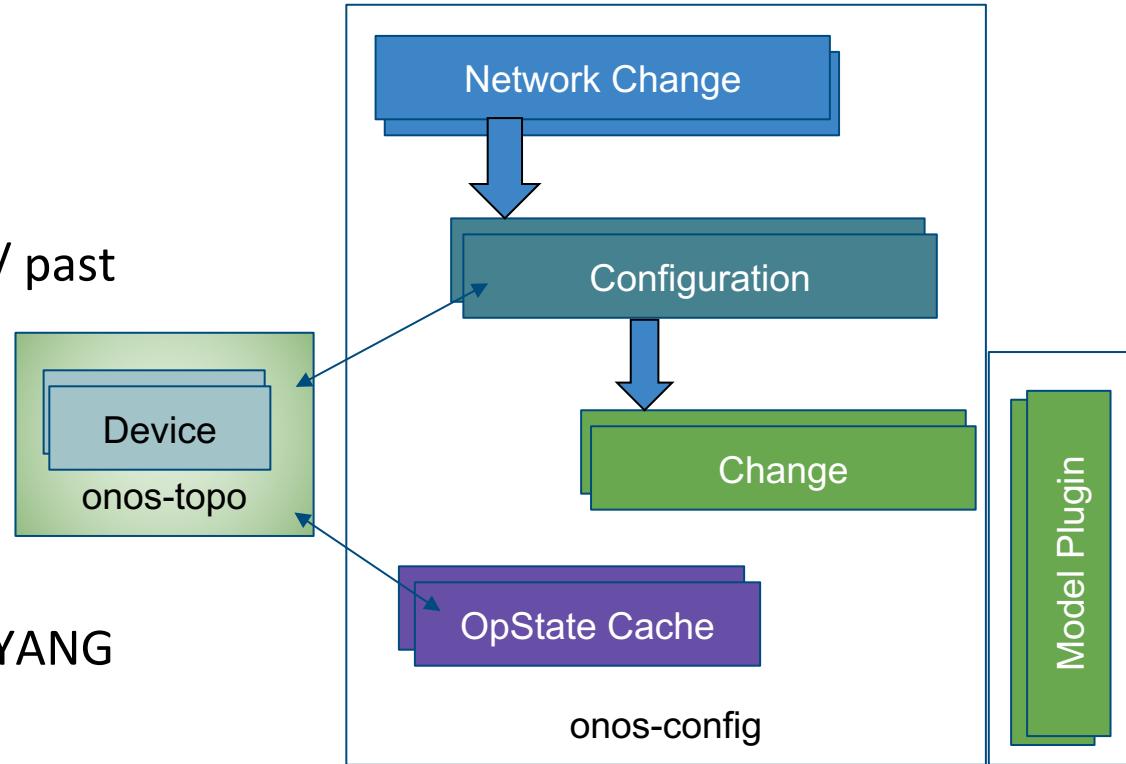 Network Change
/ past
Configuration
Device
onos-topo
Change
Model Plugin
OpState Cache
YANG
onos-config